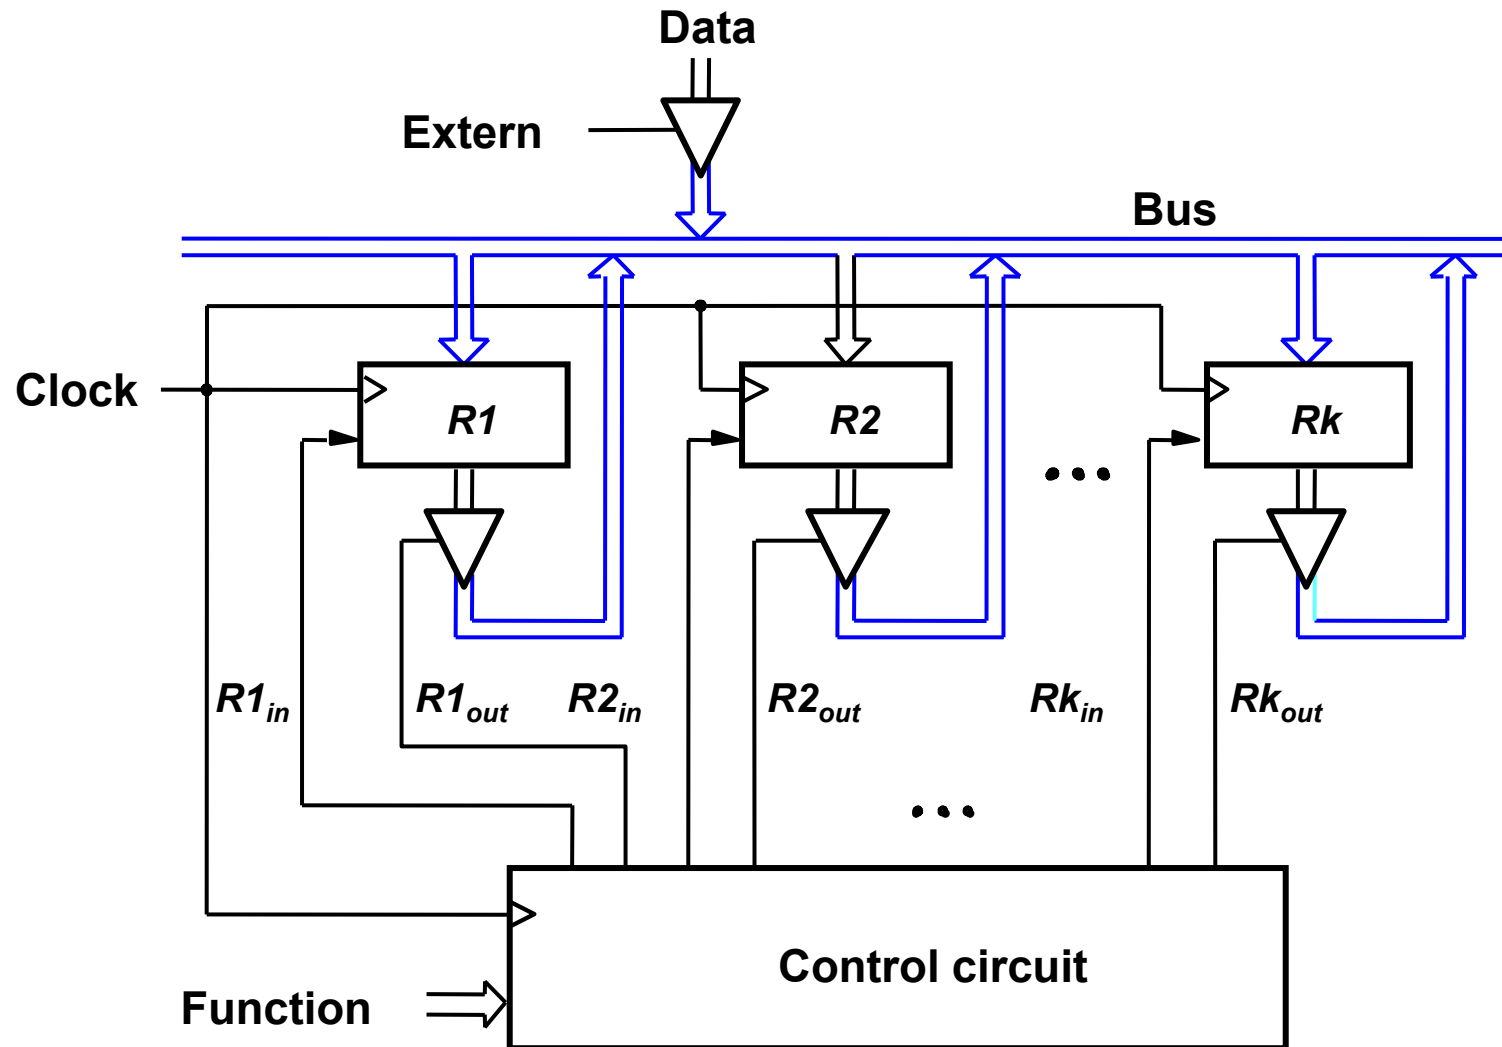 Data
Extern
Bus
Clock
R1
R2
Rk
R1in
R1out
R2in
R2out
Rkin
Rkout
Control circuit
Function